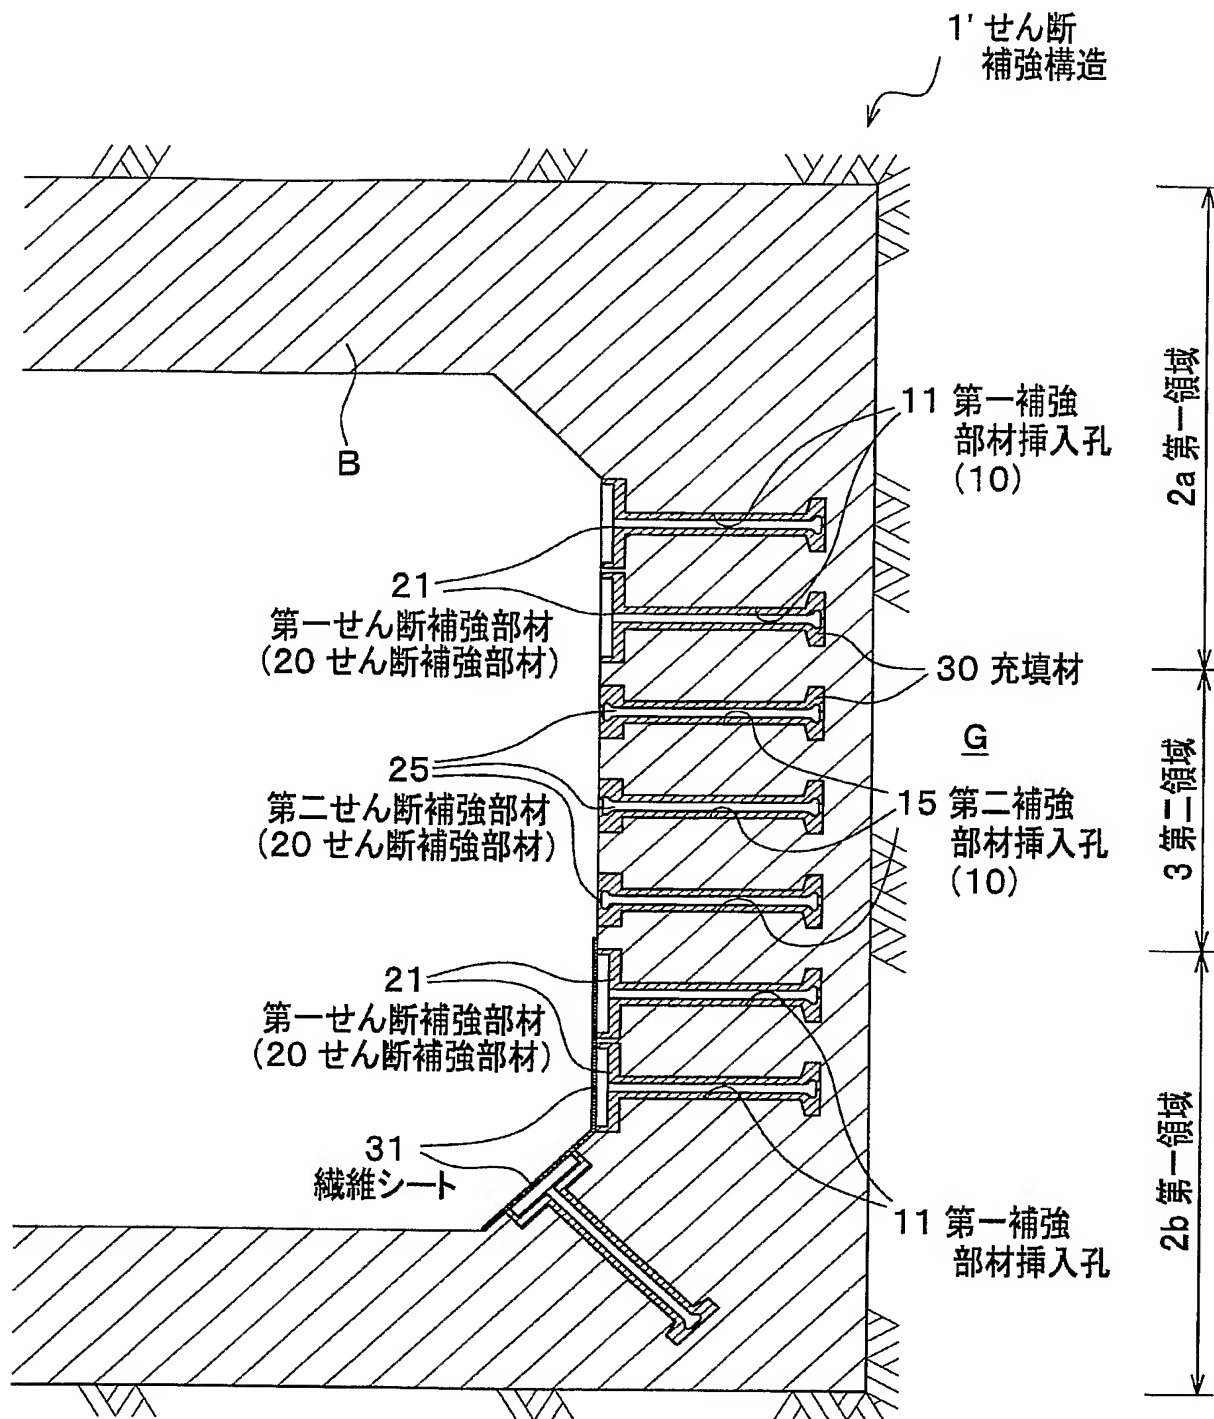 1' せん断
補強構造
B
11 第一補強
部材挿入孔
(10)
2a 第一領域
21
第一せん断補強部材
(20 せん断補強部材)
30 充填材
G
25
第二せん断補強部材
(20 せん断補強部材)
15 第二補強
部材挿入孔
(10)
3 第二領域
21
第一せん断補強部材
(20 せん断補強部材)
31
繊維シート
11 第一補強
部材挿入孔
2b 第一領域